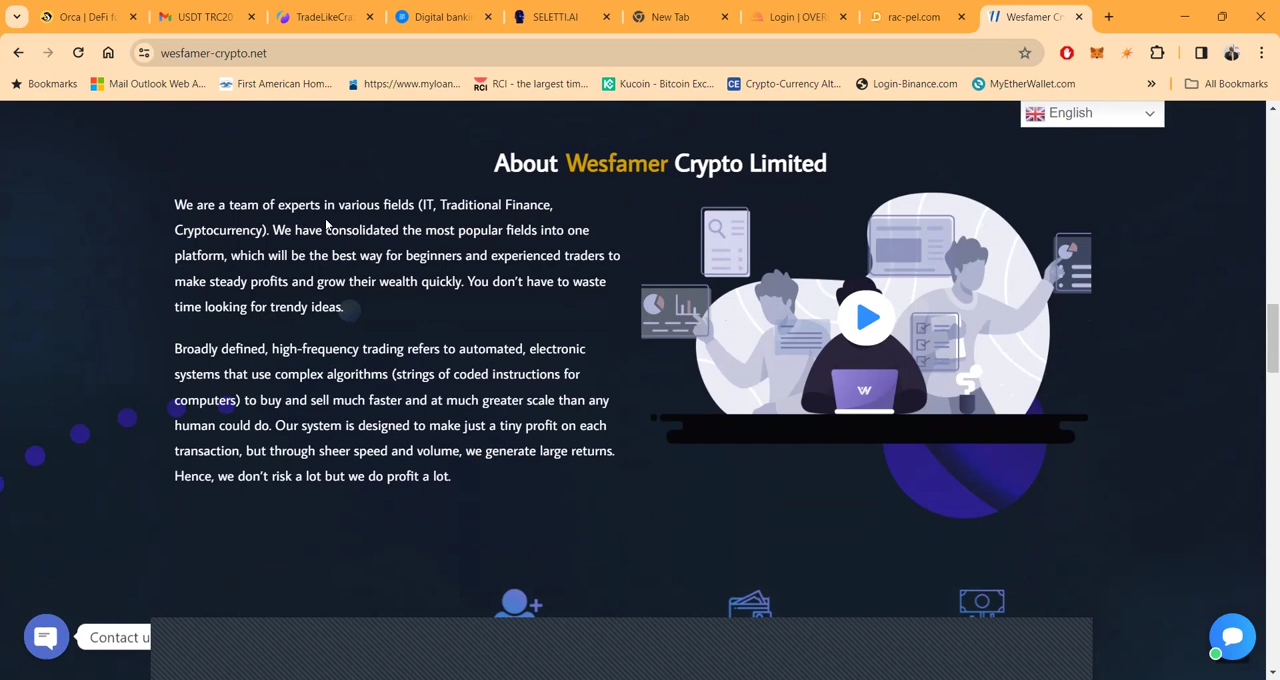 Orca | DeFi f
USDT TRC20
TradeLikeCra
Digital banki
SELETTI.AI
New Tab
Login | OVER
rac-pel.com
Wesfamer Cr
wesfamer-crypto.net
Bookmarks
Mail Outlook Web A...
First American Hom...
https://www.myloan...
RCI - the largest tim...
Kucoin - Bitcoin Exc...
Crypto-Currency Alt...
Login-Binance.com
MyEtherWallet.com
All Bookmarks
English
About Wesfamer Crypto Limited
We are a team of experts in various fields (IT, Traditional Finance,
Cryptocurrency). We have consolidated the most popular fields into one
platform, which will be the best way for beginners and experienced traders to
make steady profits and grow their wealth quickly. You don't have to waste
time looking for trendy ideas.
Broadly defined, high-frequency trading refers to automated, electronic
systems that use complex algorithms (strings of coded instructions for
computers) to buy and sell much faster and at much greater scale than any
human could do. Our system is designed to make just a tiny profit on each
transaction, but through sheer speed and volume, we generate large returns.
Hence, we don't risk a lot but we do profit a lot.
Contact u